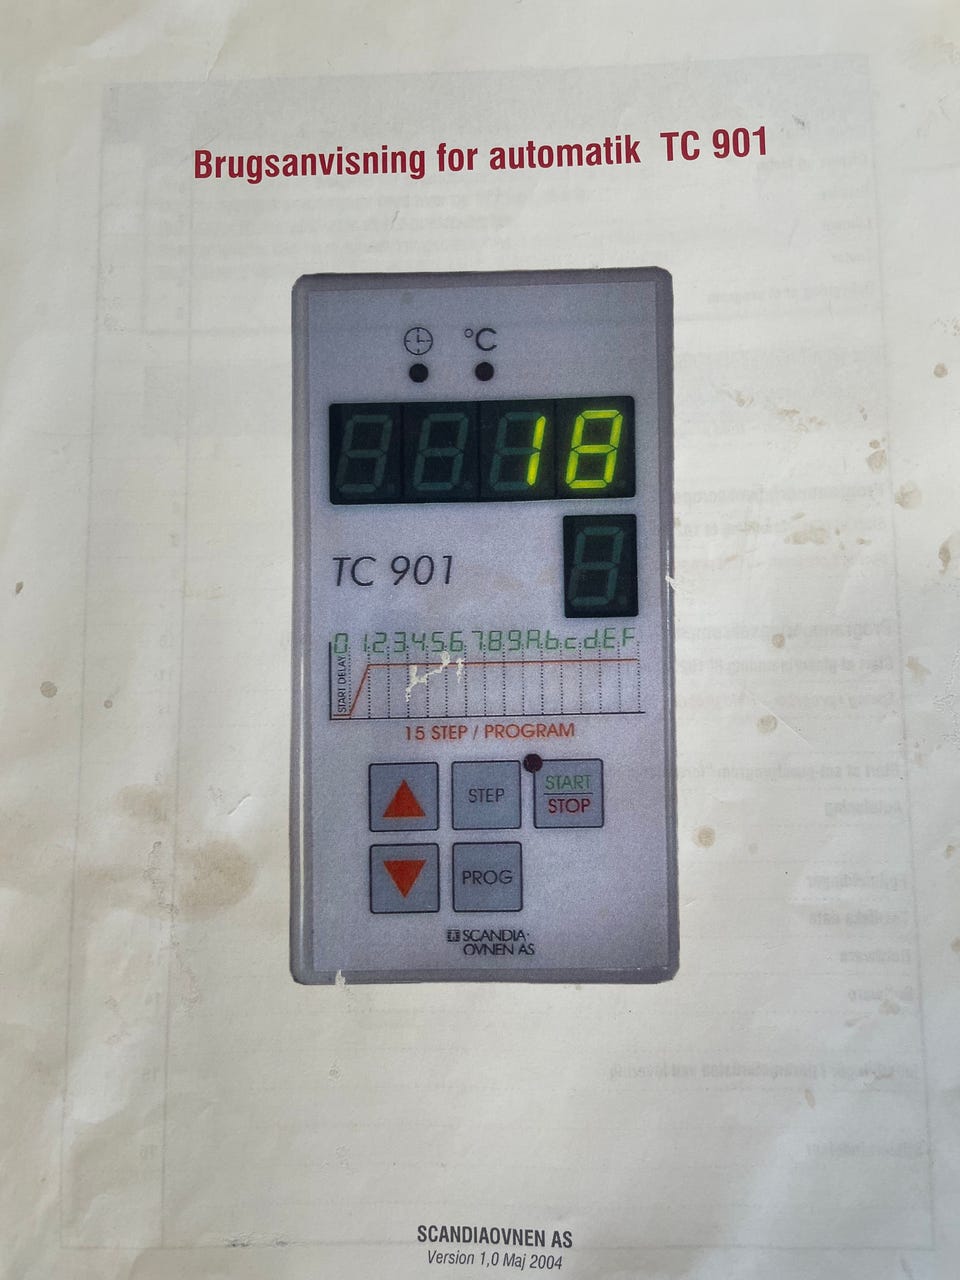 Brugsanvisning for automatik TC 901
°C
18
TC 901
0 1 2 3 4 5 6 7 8 9 A b c d E F
START DELAY
15 STEP / PROGRAM
STEP
START
STOP
PROG
SCANDIA·
OVNEN AS
SCANDIAOVNEN AS
Version 1,0 Maj 2004